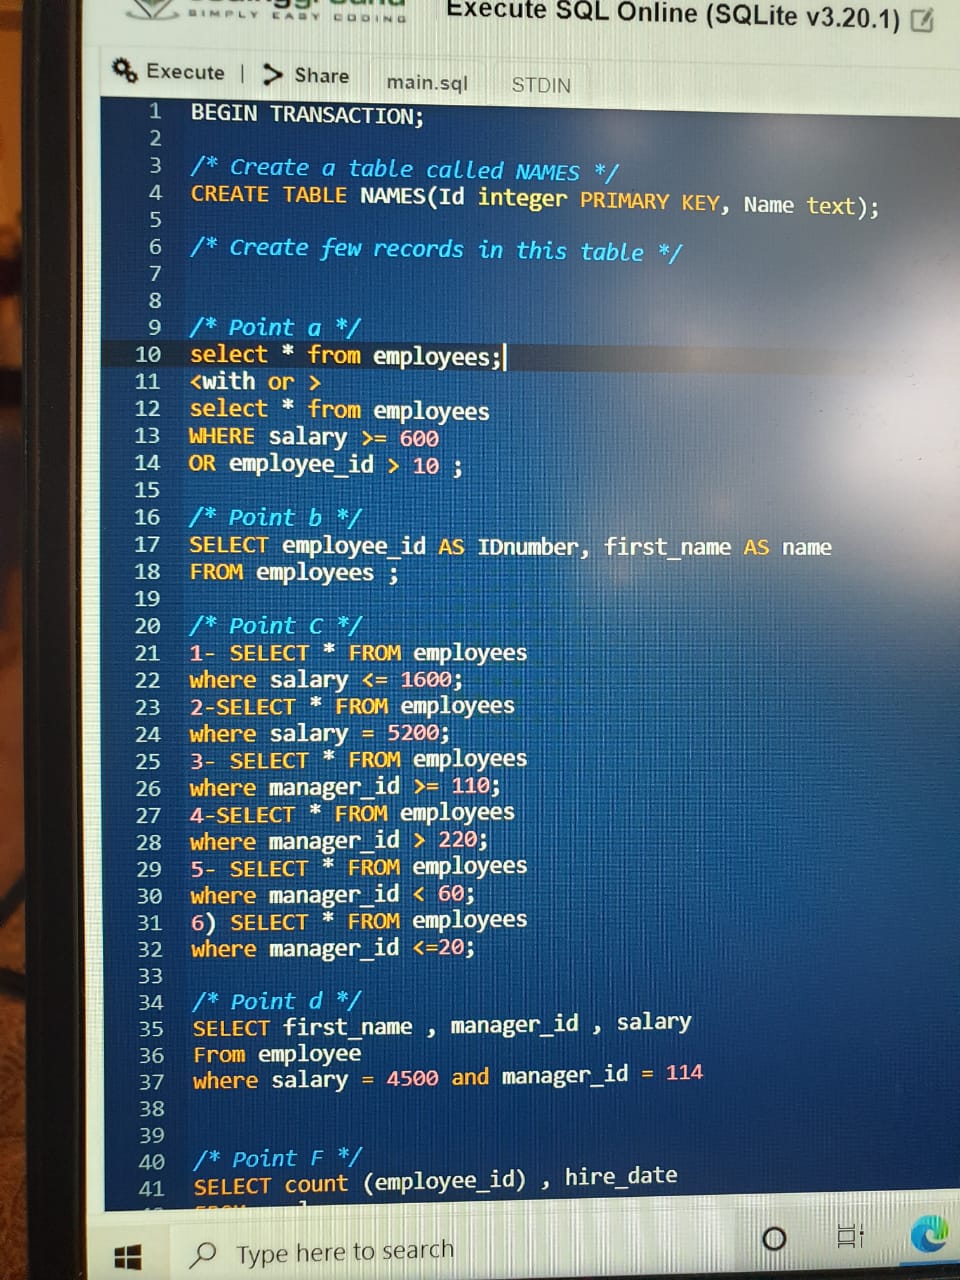 SIMPLY EASY CODING
Execute SQL Online (SQLite v3.20.1)
Execute | > Share main.sql STDIN
1 BEGIN TRANSACTION;
2
3 /* Create a table called NAMES */
4 CREATE TABLE NAMES(Id integer PRIMARY KEY, Name text);
5
6 /* Create few records in this table */
7
8
9 /* Point a */
10 select * from employees;
11 <with or >
12 select * from employees
13 WHERE salary >= 600
14 OR employee_id > 10 ;
15
16 /* Point b */
17 SELECT employee_id AS IDnumber, first_name AS name
18 FROM employees ;
19
20 /* Point C */
21 1- SELECT * FROM employees
22 where salary <= 1600;
23 2-SELECT * FROM employees
24 where salary = 5200;
25 3- SELECT * FROM employees
26 where manager_id >= 110;
27 4-SELECT * FROM employees
28 where manager_id > 220;
29 5- SELECT * FROM employees
30 where manager_id < 60;
31 6) SELECT * FROM employees
32 where manager_id <=20;
33
34 /* Point d */
35 SELECT first_name , manager_id , salary
36 From employee
37 where salary = 4500 and manager_id = 114
38
39
40 /* Point F */
41 SELECT count (employee_id) , hire_date
Type here to search